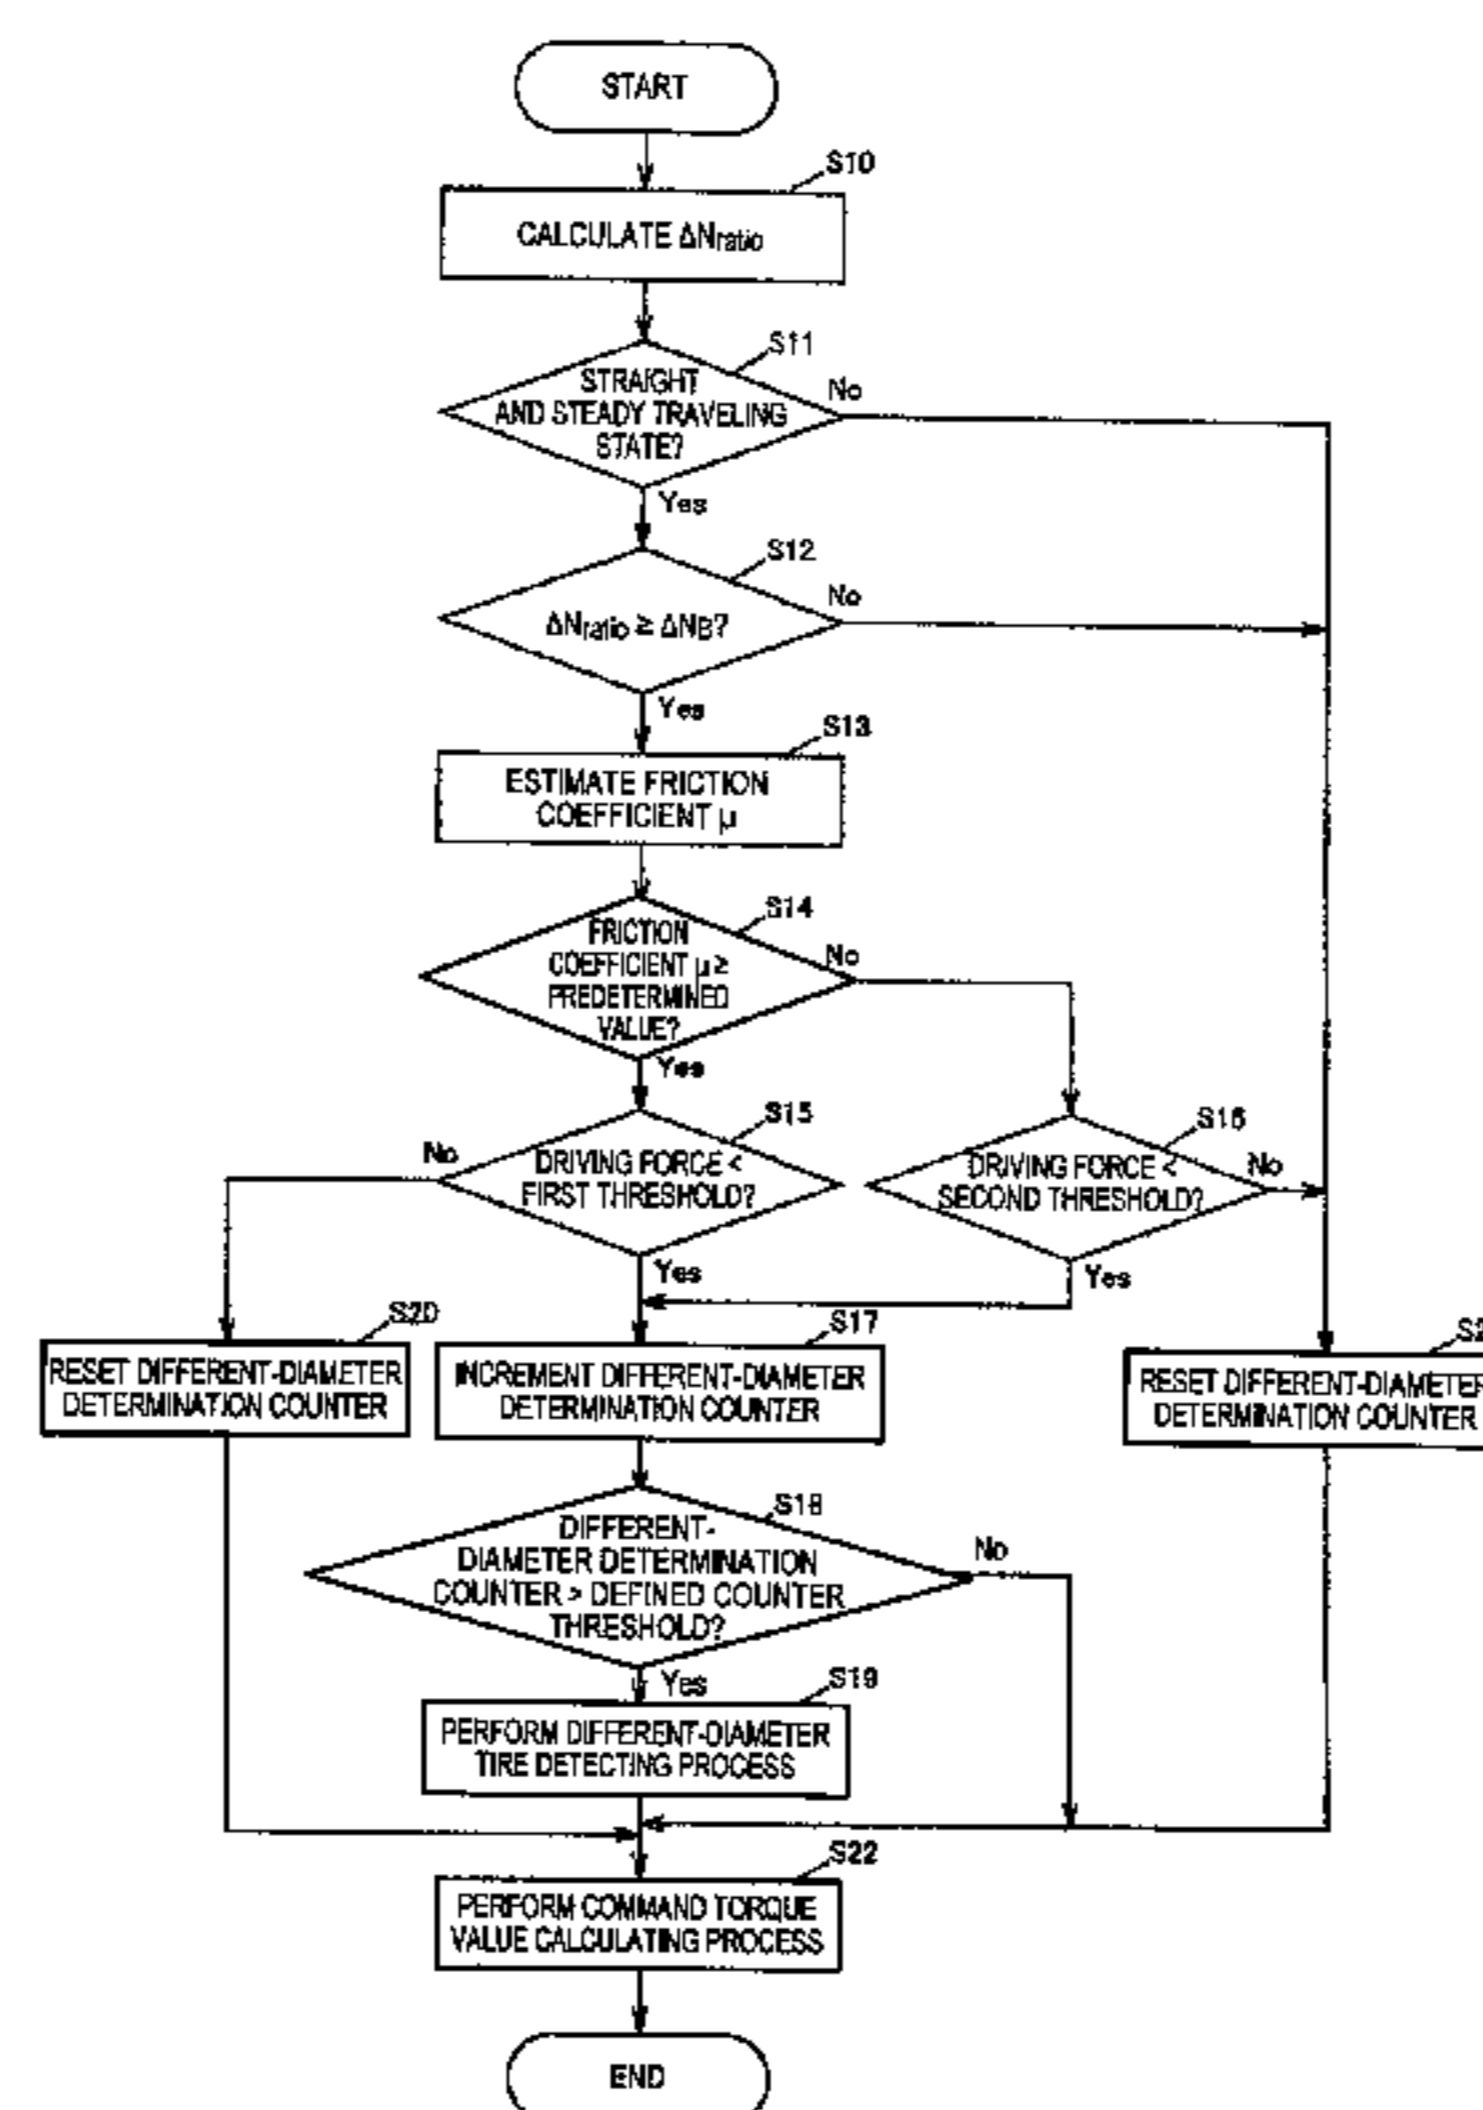 START
S10
CALCULATE ΔNratio
S11
STRAIGHT
AND STEADY TRAVELING
STATE?
No
Yes
S12
ΔNratio ≥ ΔNB?
No
Yes
S13
ESTIMATE FRICTION
COEFFICIENT μ
S14
FRICTION
COEFFICIENT μ ≥
PREDETERMINED
VALUE?
No
Yes
S15
DRIVING FORCE <
FIRST THRESHOLD?
No
Yes
S16
DRIVING FORCE <
SECOND THRESHOLD?
No
Yes
S20
RESET DIFFERENT-DIAMETER
DETERMINATION COUNTER
S17
INCREMENT DIFFERENT-DIAMETER
DETERMINATION COUNTER
RESET DIFFERENT-DIAMETER
DETERMINATION COUNTER
S18
DIFFERENT-
DIAMETER DETERMINATION
COUNTER > DEFINED COUNTER
THRESHOLD?
No
Yes
S19
PERFORM DIFFERENT-DIAMETER
TIRE DETECTING PROCESS
S22
PERFORM COMMAND TORQUE
VALUE CALCULATING PROCESS
END